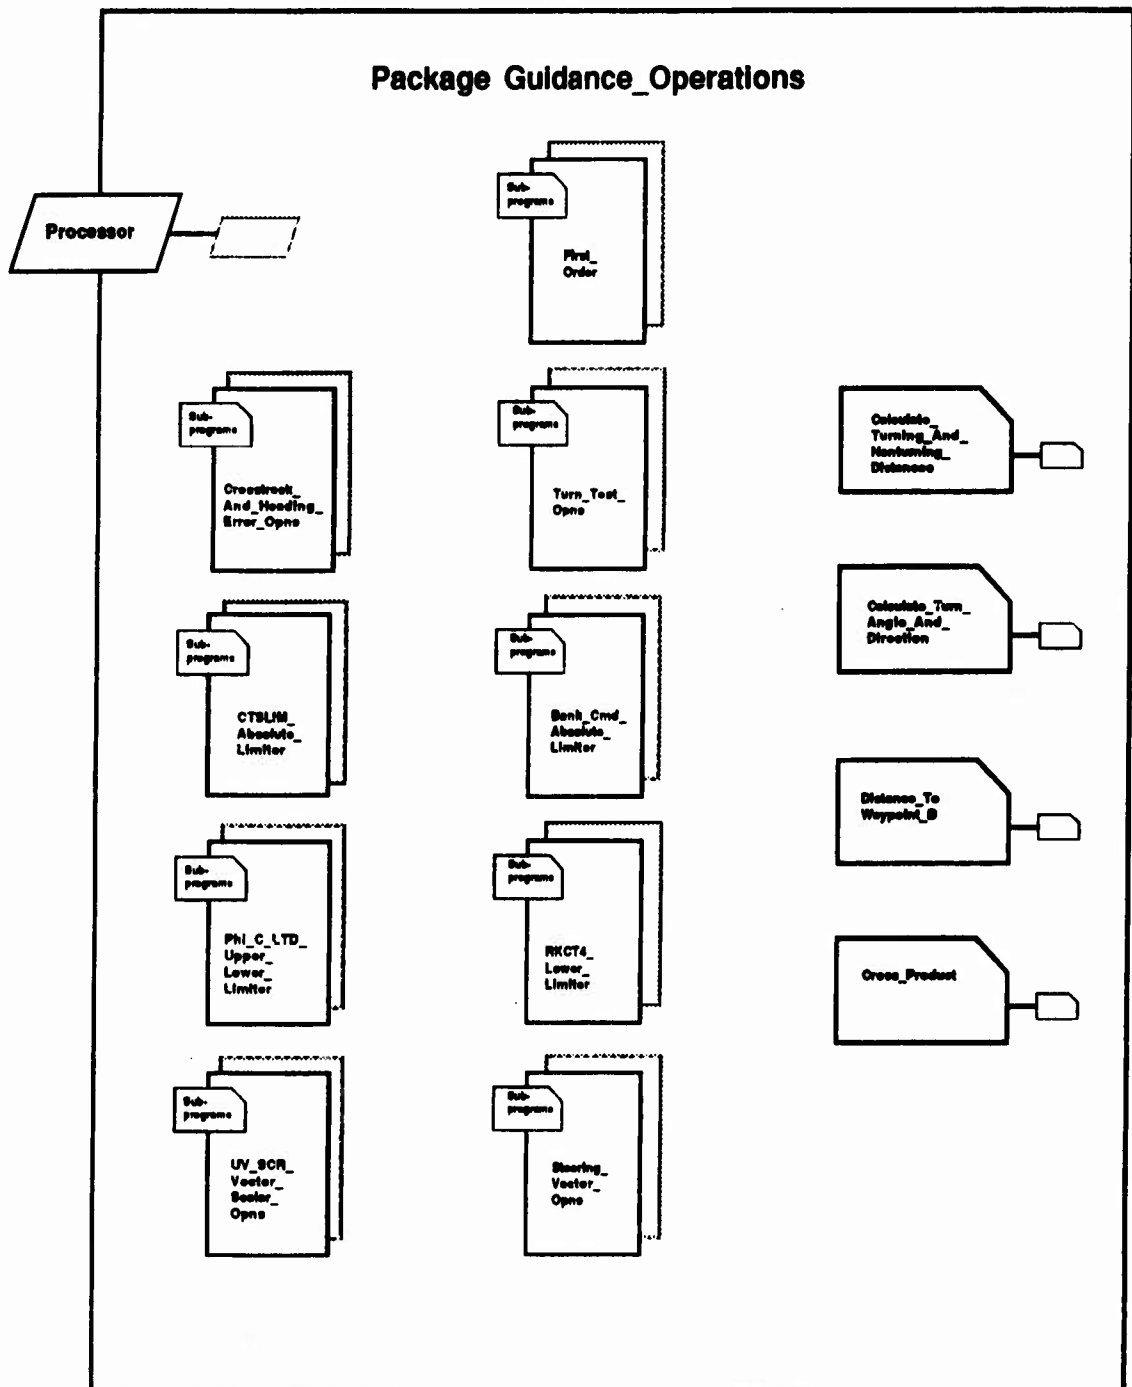 Package Guidance_Operations
Processor
Sub-
programs
First_
Order
Sub-
programs
Crosstrack_
And_Heading_
Error_Opns
Sub-
programs
Turn_Test_
Opns
Calculate_
Turning_And_
Nonturning_
Distances
Sub-
programs
CTSLIM_
Absolute_
Limiter
Sub-
programs
Bank_Cmd_
Absolute_
Limiter
Calculate_Turn_
Angle_And_
Direction
Sub-
programs
Phi_C_LTD_
Upper_
Lower_
Limiter
Sub-
programs
RKCT4_
Lower_
Limiter
Distance_To
Waypoint_B
Sub-
programs
UV_SCR_
Vector_
Scalar_
Opns
Sub-
programs
Steering_
Vector_
Opns
Cross_Product